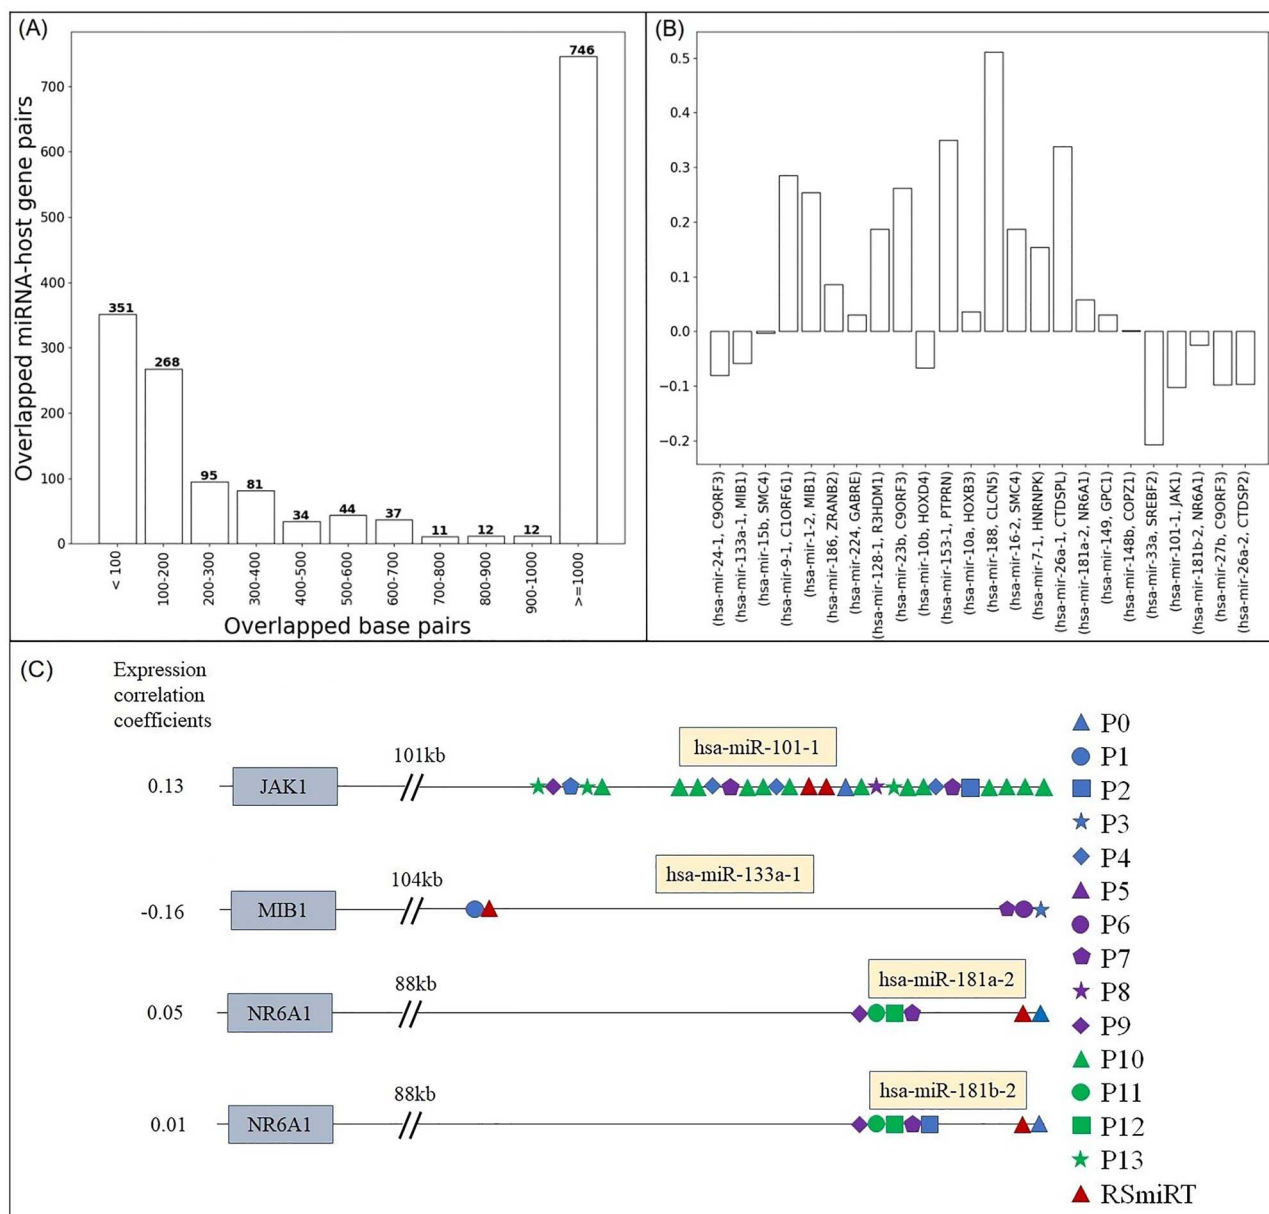 (A)
Overlapped miRNA-host gene pairs
700
600
500
400
300
200
100
0
351
268
95
81
34
44
37
11
12
12
746
< 100
100-200
200-300
300-400
400-500
500-600
600-700
700-800
800-900
900-1000
>=1000
Overlapped base pairs
(B)
0.5
0.4
0.3
0.2
0.1
0.0
−0.1
−0.2
(hsa-mir-24-1, C9ORF3)
(hsa-mir-133a-1, MIB1)
(hsa-mir-15b, SMC4)
(hsa-mir-9-1, C1ORF61)
(hsa-mir-1-2, MIB1)
(hsa-mir-186, ZRANB2)
(hsa-mir-224, GABRE)
(hsa-mir-128-1, R3HDM1)
(hsa-mir-23b, C9ORF3)
(hsa-mir-10b, HOXD4)
(hsa-mir-153-1, PTPRN)
(hsa-mir-10a, HOXB3)
(hsa-mir-188, CLCN5)
(hsa-mir-16-2, SMC4)
(hsa-mir-7-1, HNRNPK)
(hsa-mir-26a-1, CTDSPL)
(hsa-mir-181a-2, NR6A1)
(hsa-mir-149, GPC1)
(hsa-mir-148b, COPZ1)
(hsa-mir-33a, SREBF2)
(hsa-mir-101-1, JAK1)
(hsa-mir-181b-2, NR6A1)
(hsa-mir-27b, C9ORF3)
(hsa-mir-26a-2, CTDSP2)
(C)
Expression
correlation
coefficients
0.13
JAK1
101kb
hsa-miR-101-1
-0.16
MIB1
104kb
hsa-miR-133a-1
0.05
NR6A1
88kb
hsa-miR-181a-2
0.01
NR6A1
88kb
hsa-miR-181b-2
P0
P1
P2
P3
P4
P5
P6
P7
P8
P9
P10
P11
P12
P13
RSmiRT